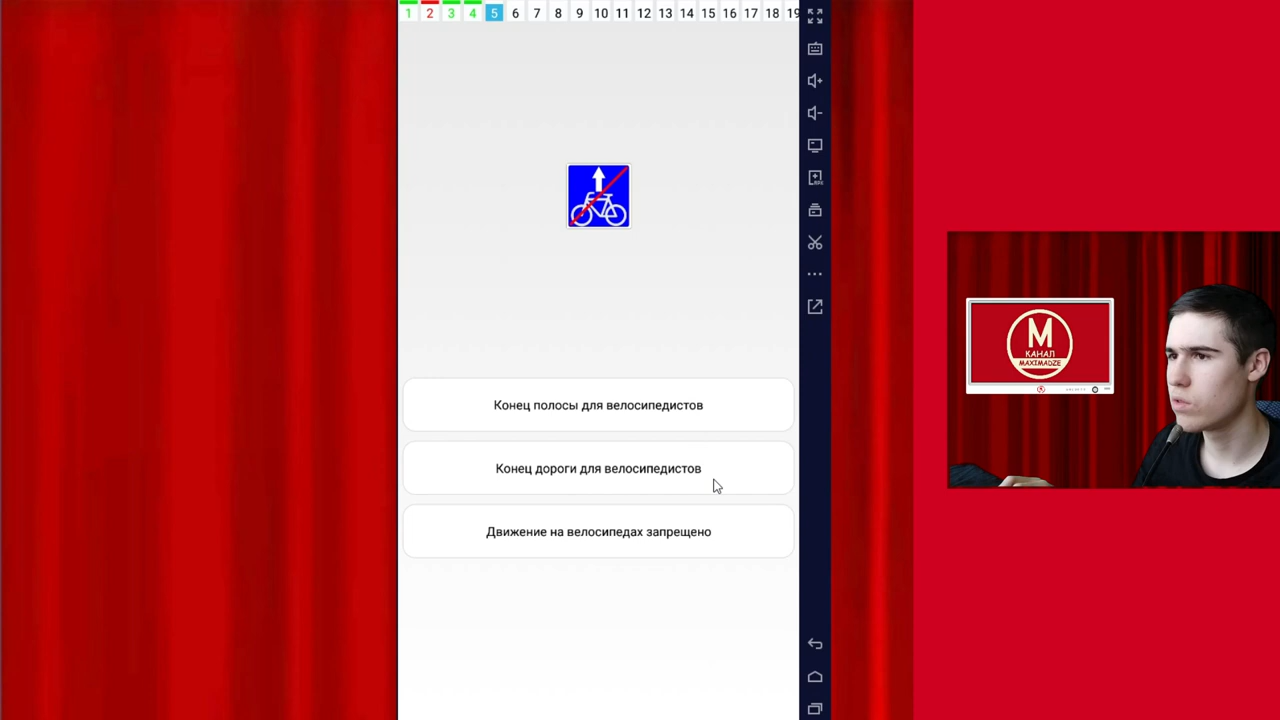 1 2 3 4 5 6 7 8 9 10 11 12 13 14 15 16 17 18 19
Конец полосы для велосипедистов
Конец дороги для велосипедистов
Движение на велосипедах запрещено
М
КАНАЛ
MAXIMADZE